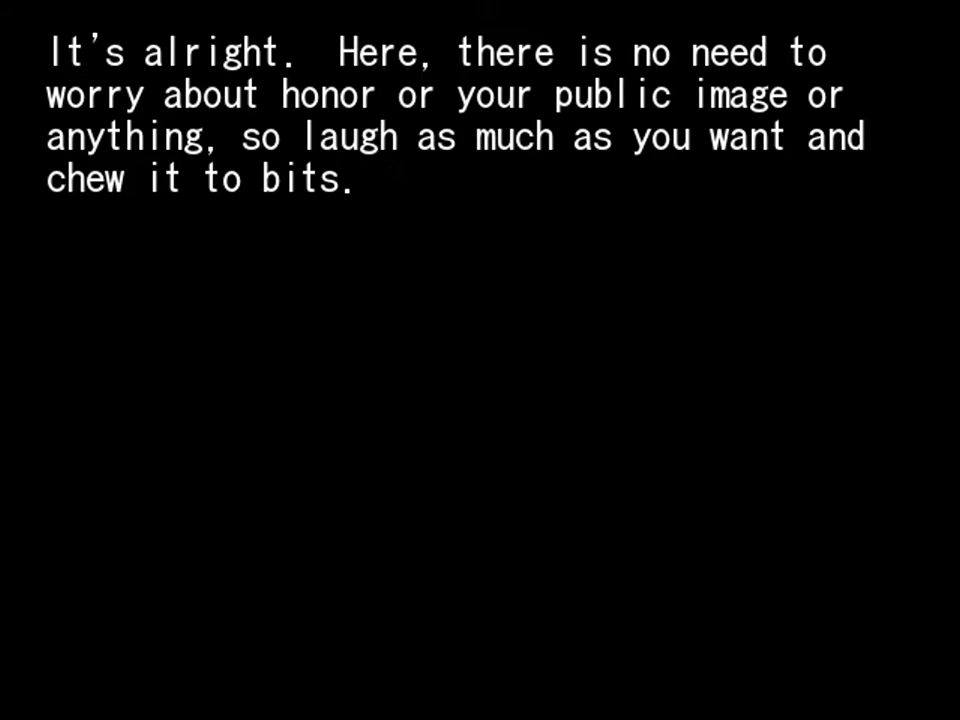 It's alright.  Here, there is no need to
worry about honor or your public image or
anything, so laugh as much as you want and
chew it to bits.